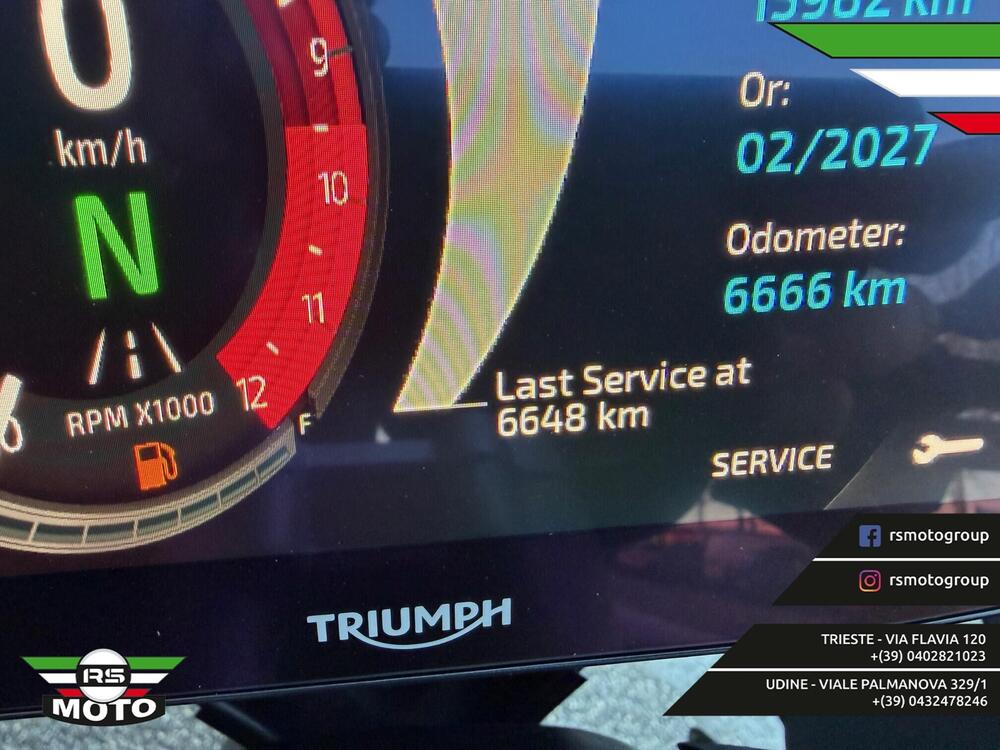 0
km/h
N
9
10
11
12
RPM X1000
F
Or:
02/2027
Odometer:
6666 km
Last Service at
6648 km
SERVICE
TRIUMPH
RS
MOTO
rsmotogroup
rsmotogroup
TRIESTE - VIA FLAVIA 120
+(39) 0402821023
UDINE - VIALE PALMANOVA 329/1
+(39) 0432478246